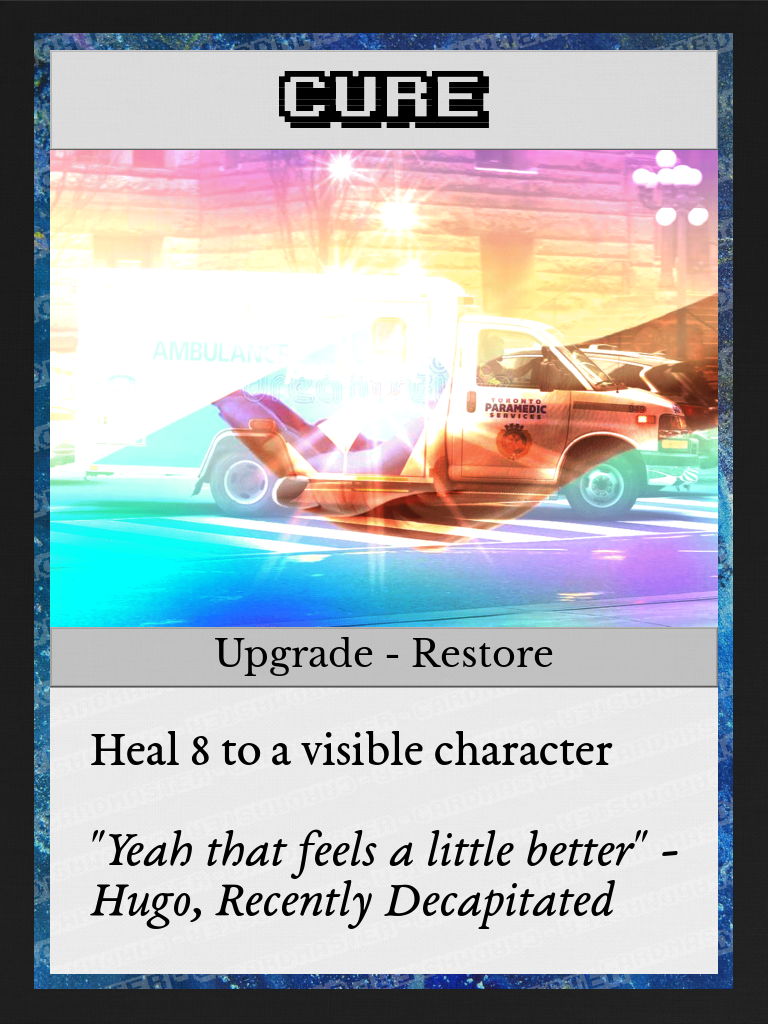 CURE
AMBULANCE
TORONTO
PARAMEDIC
SERVICES
Upgrade - Restore
Heal 8 to a visible character
"Yeah that feels a little better" -
Hugo, Recently Decapitated